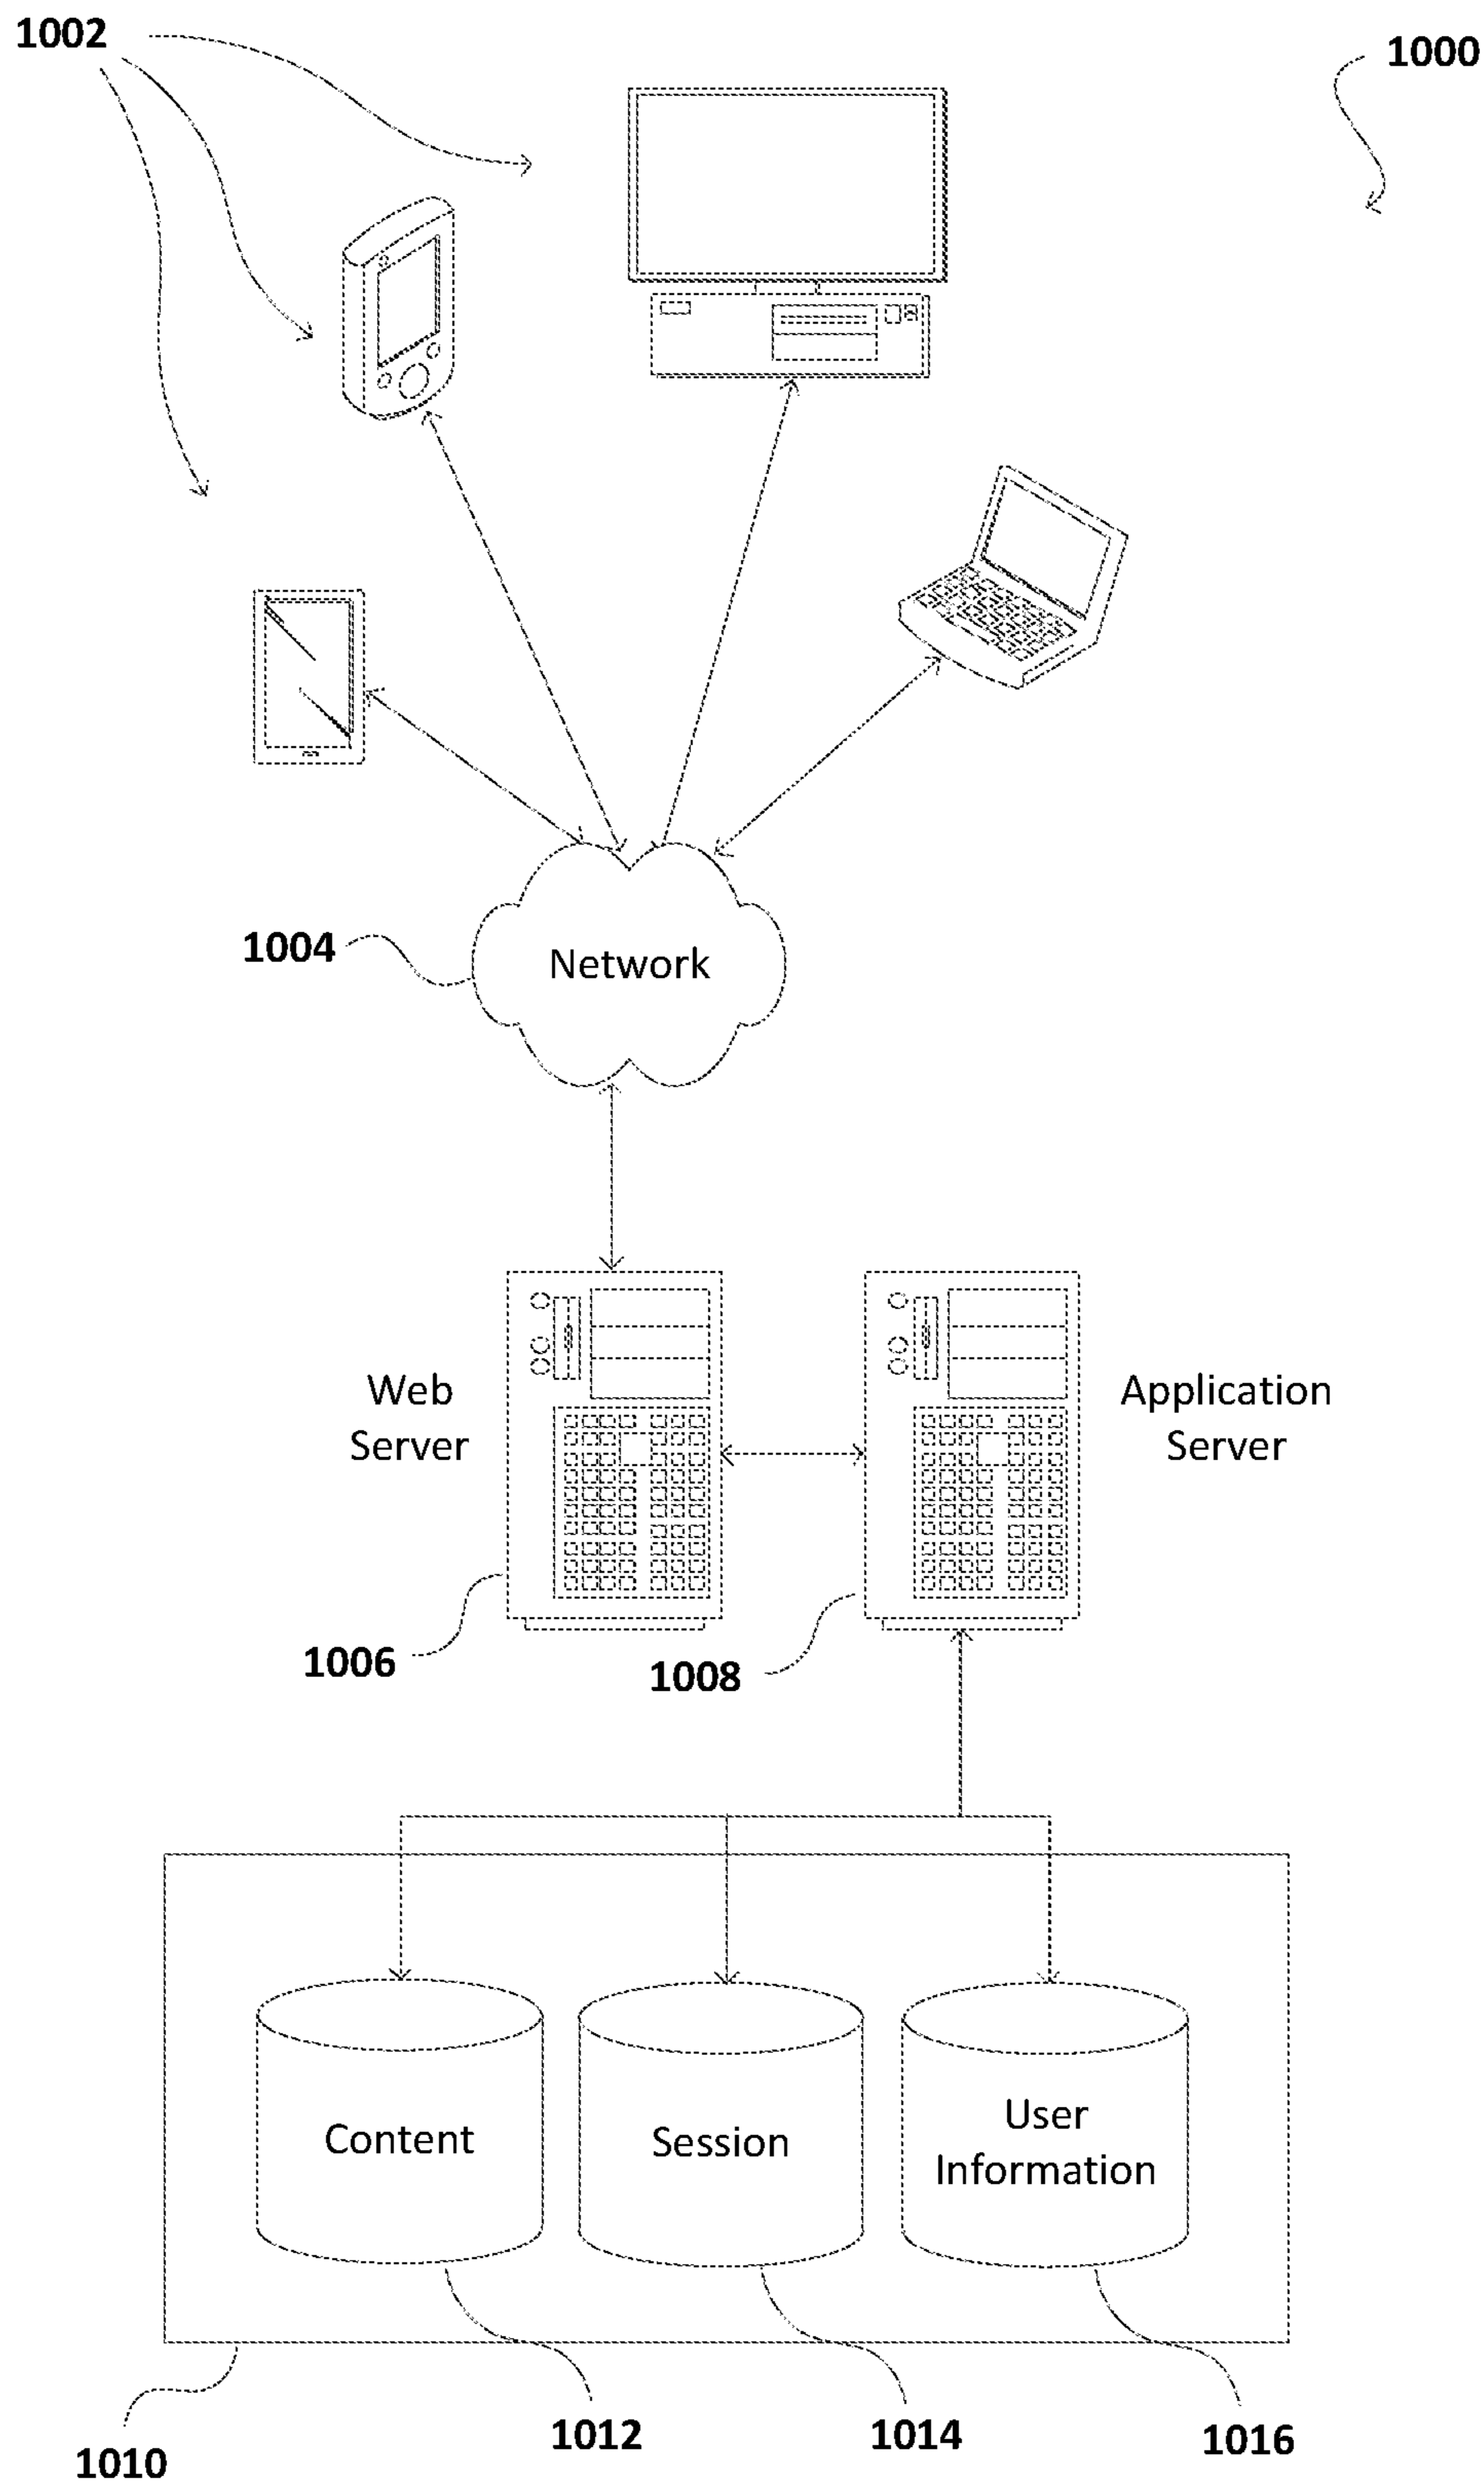 1002
1000
1004
Network
Web
Server
Application
Server
1006
1008
Content
Session
User
Information
1010
1012
1014
1016